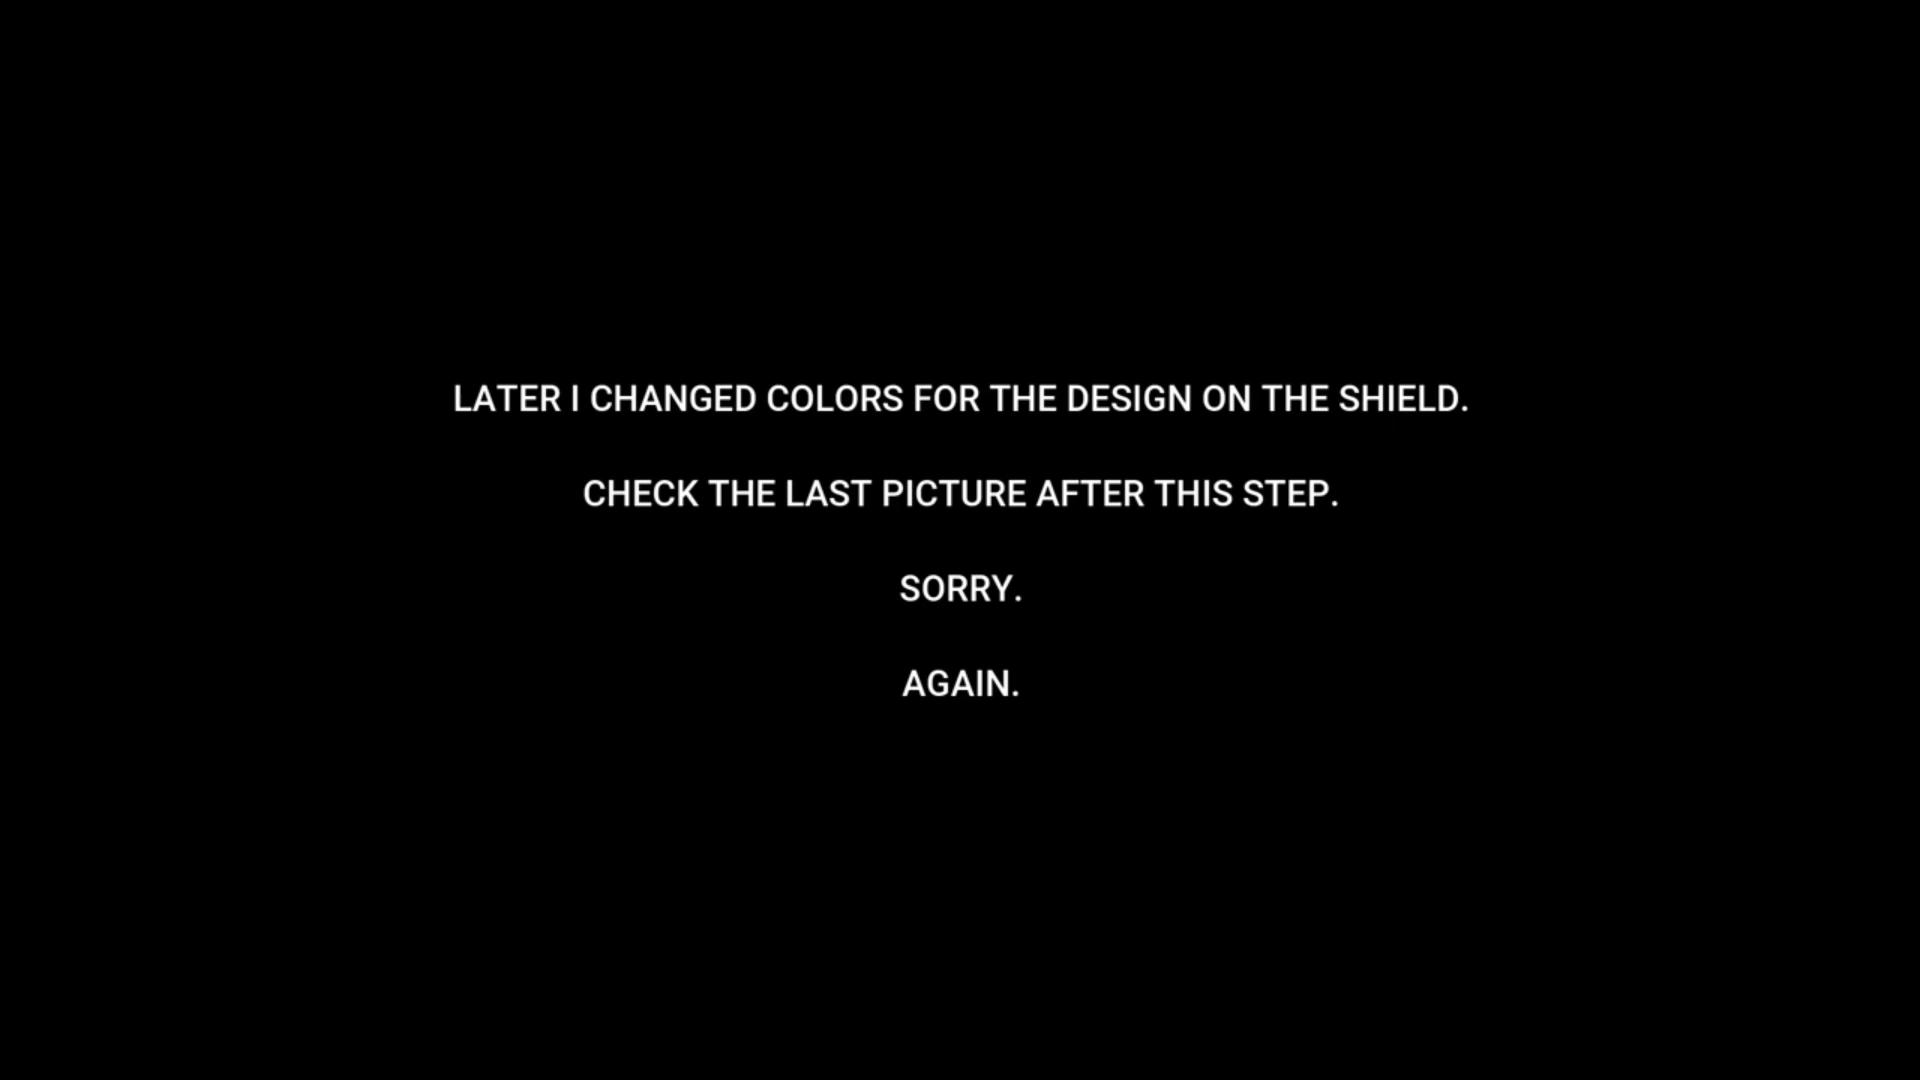 LATER I CHANGED COLORS FOR THE DESIGN ON THE SHIELD.
CHECK THE LAST PICTURE AFTER THIS STEP.
SORRY.
AGAIN.